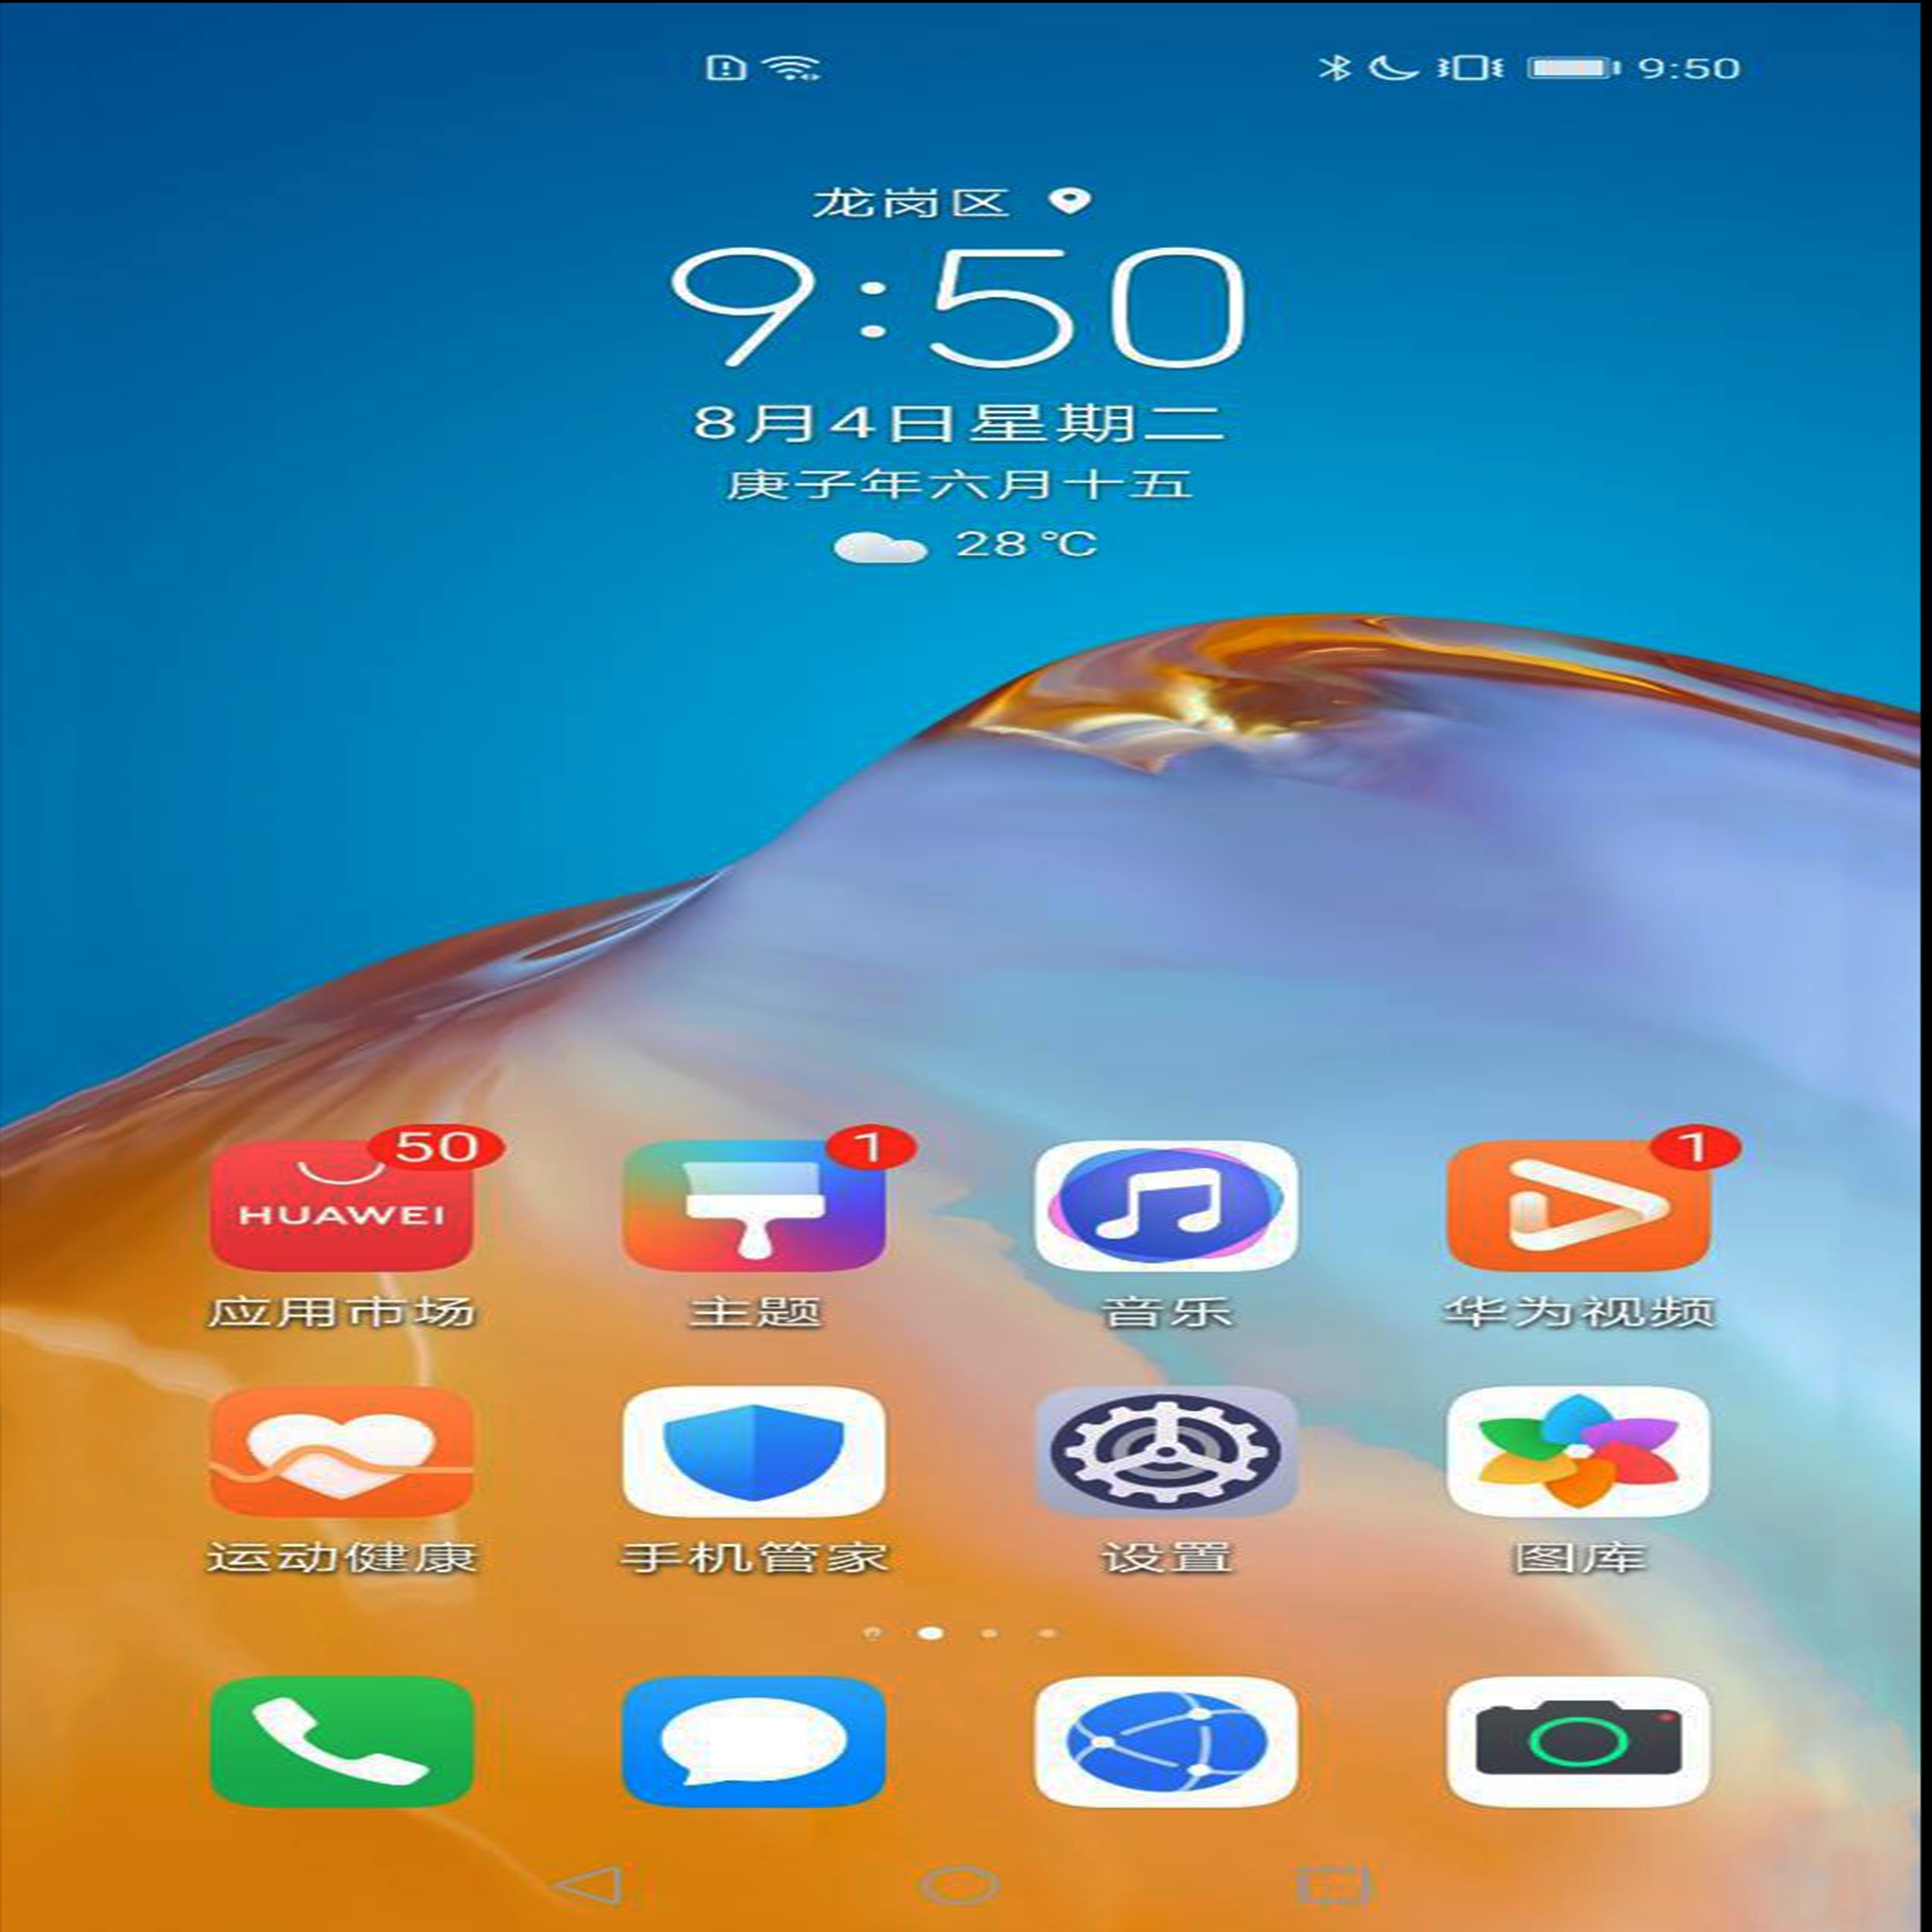 9:50
龙岗区
9:50
8月4日星期二
庚子年六月十五
28°C
50
1
1
HUAWEI
应用市场
主题
音乐
华为视频
运动健康
手机管家
设置
图库